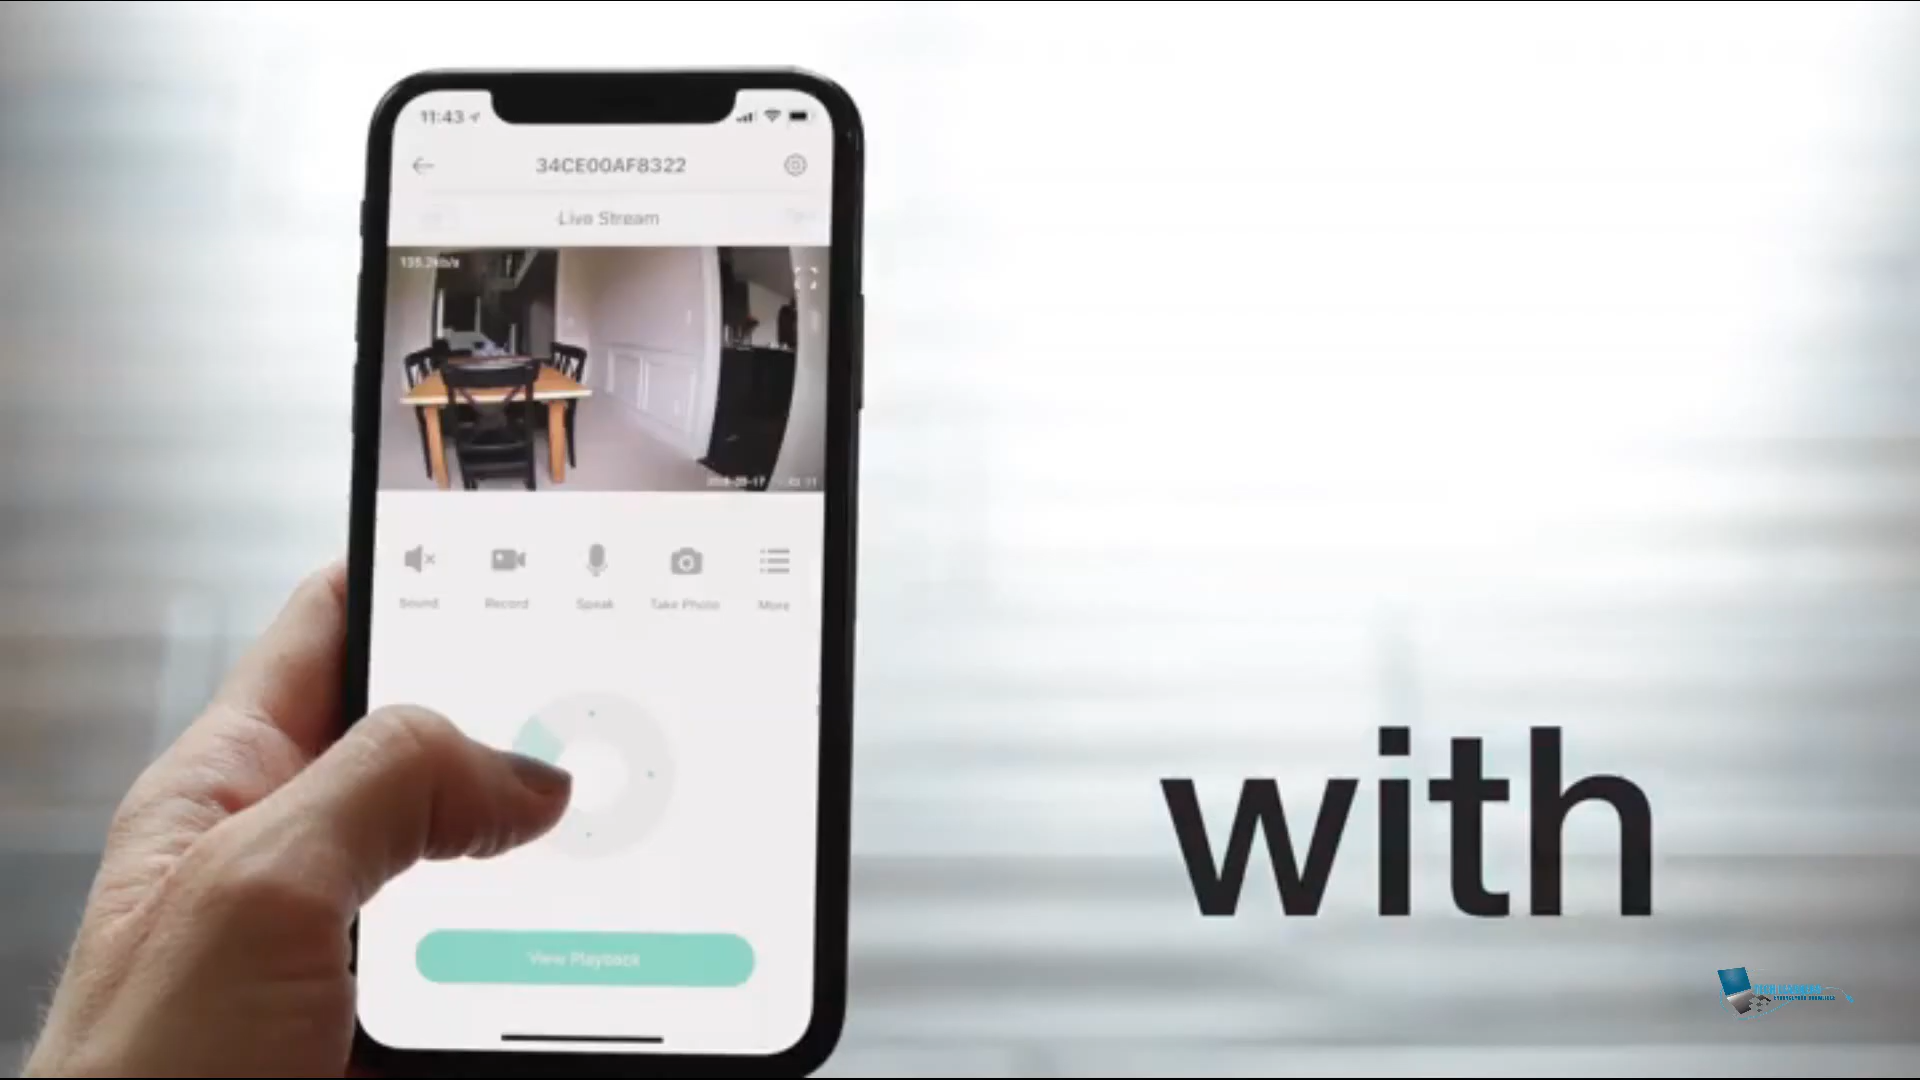 11:43
34CE00AF8322
Live Stream
Sound
Record
Speak
Take Photo
More
View Playback
with